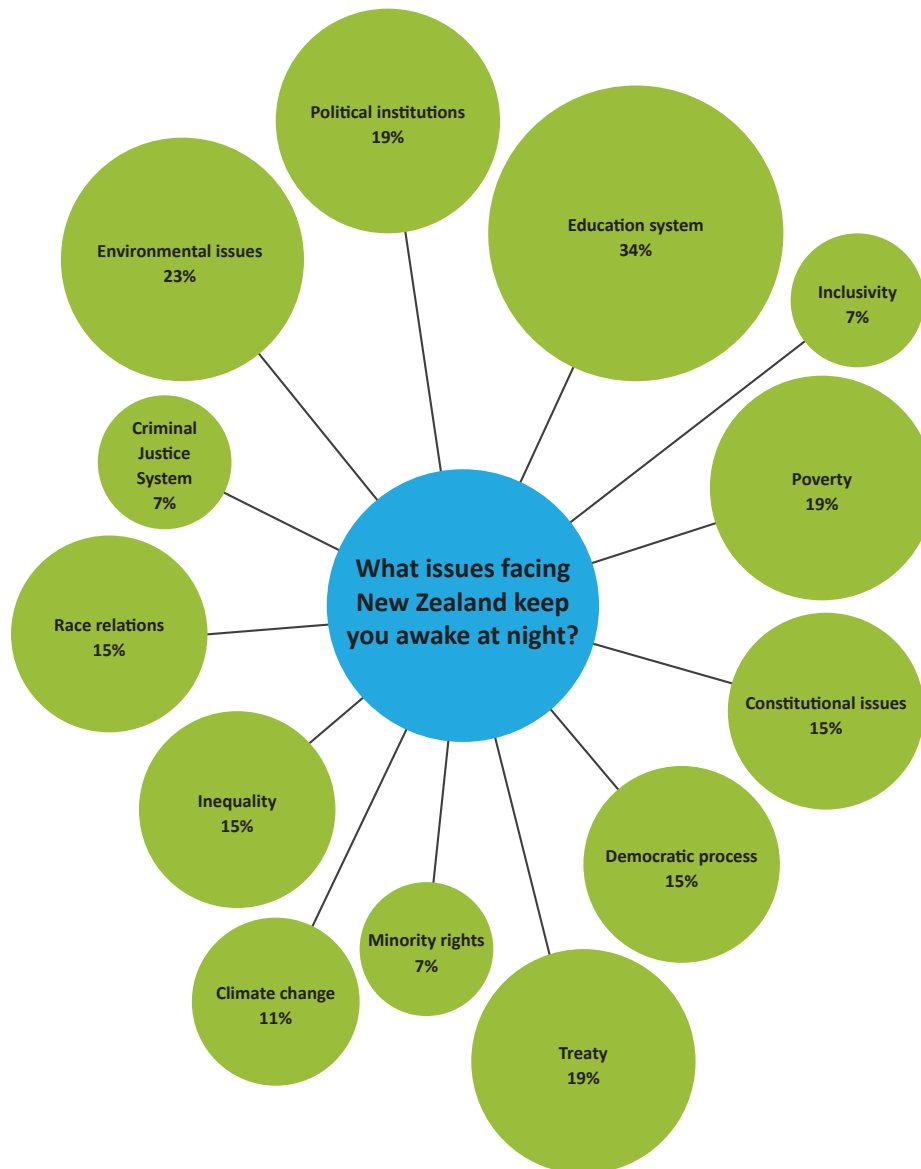 Political institutions
19%
Education system
34%
Environmental issues
23%
Inclusivity
7%
Criminal
Justice
System
7%
Poverty
19%
What issues facing
New Zealand keep
you awake at night?
Race relations
15%
Constitutional issues
15%
Inequality
15%
Democratic process
15%
Minority rights
7%
Climate change
11%
Treaty
19%